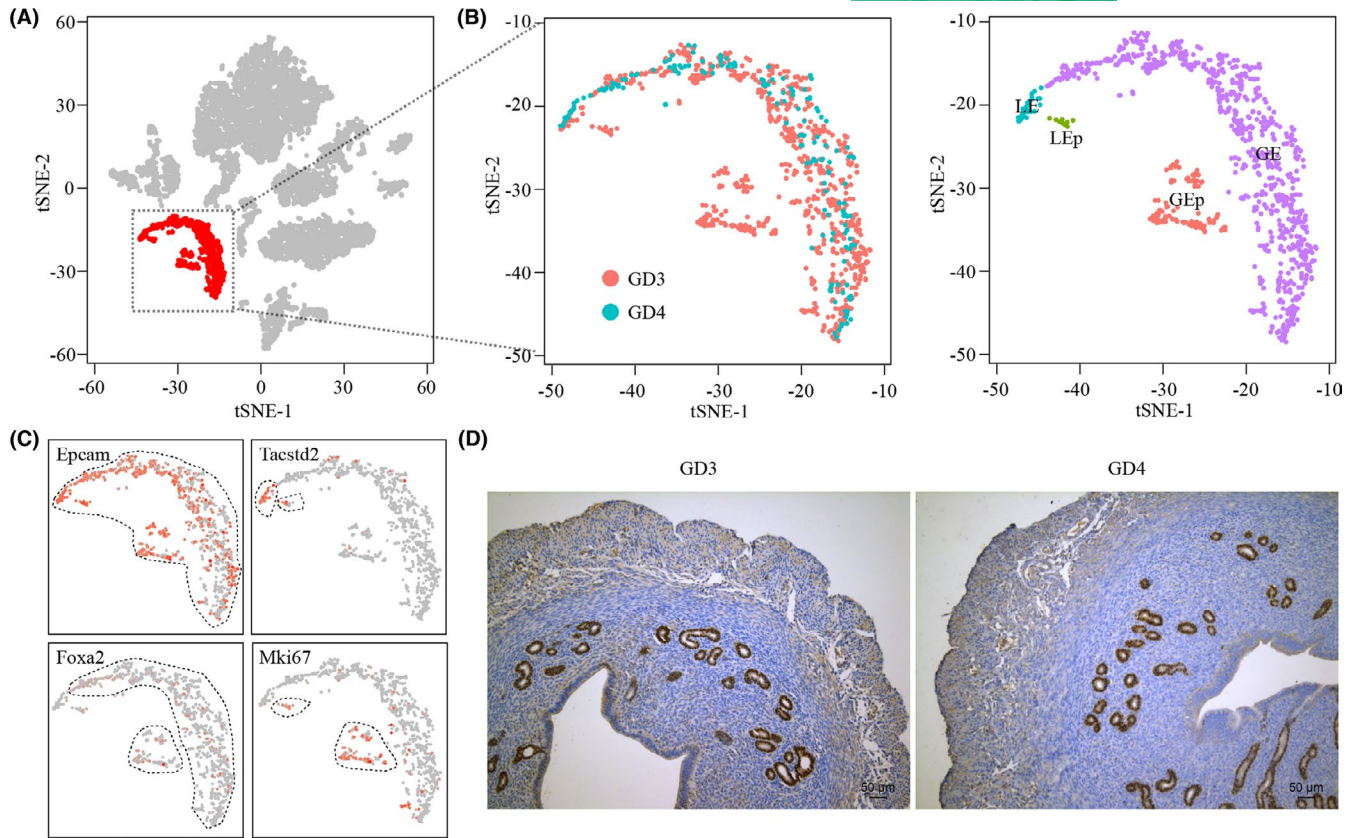 (A)
60
30
0
-30
-60
tSNE-2
-60 -30 0 30 60
tSNE-1
(B)
-10
-20
-30
-40
-50
tSNE-2
GD3
GD4
-50 -40 -30 -20 -10
tSNE-1
-10
-20
-30
-40
-50
tSNE-2
LE
LEp
GE
GEp
-50 -40 -30 -20 -10
tSNE-1
(C)
Epcam
Tacstd2
Foxa2
Mki67
(D)
GD3
GD4
50 μm
50 μm